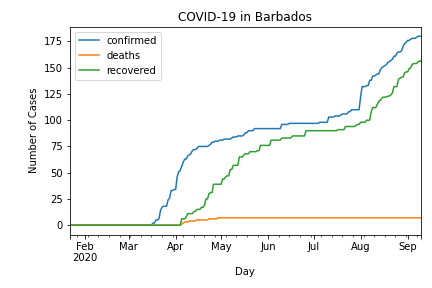 COVID-19 in Barbados
confirmed
deaths
recovered
175
150
125
100
75
50
25
0
Number of Cases
Feb Mar Apr May Jun Jul Aug Sep
2020
Day